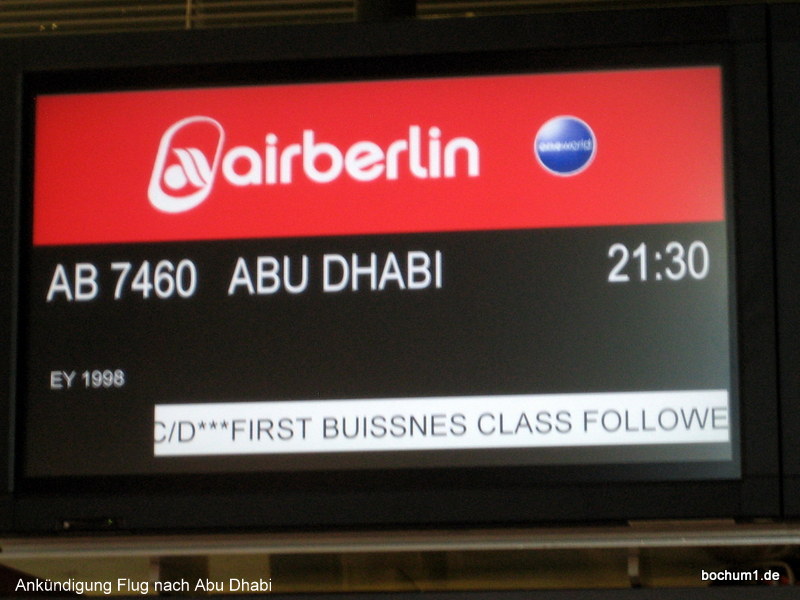 airberlin
oneworld
AB 7460 ABU DHABI 21:30
EY 1998
C/D***FIRST BUISSNES CLASS FOLLOWE
Ankündigung Flug nach Abu Dhabi
bochum1.de